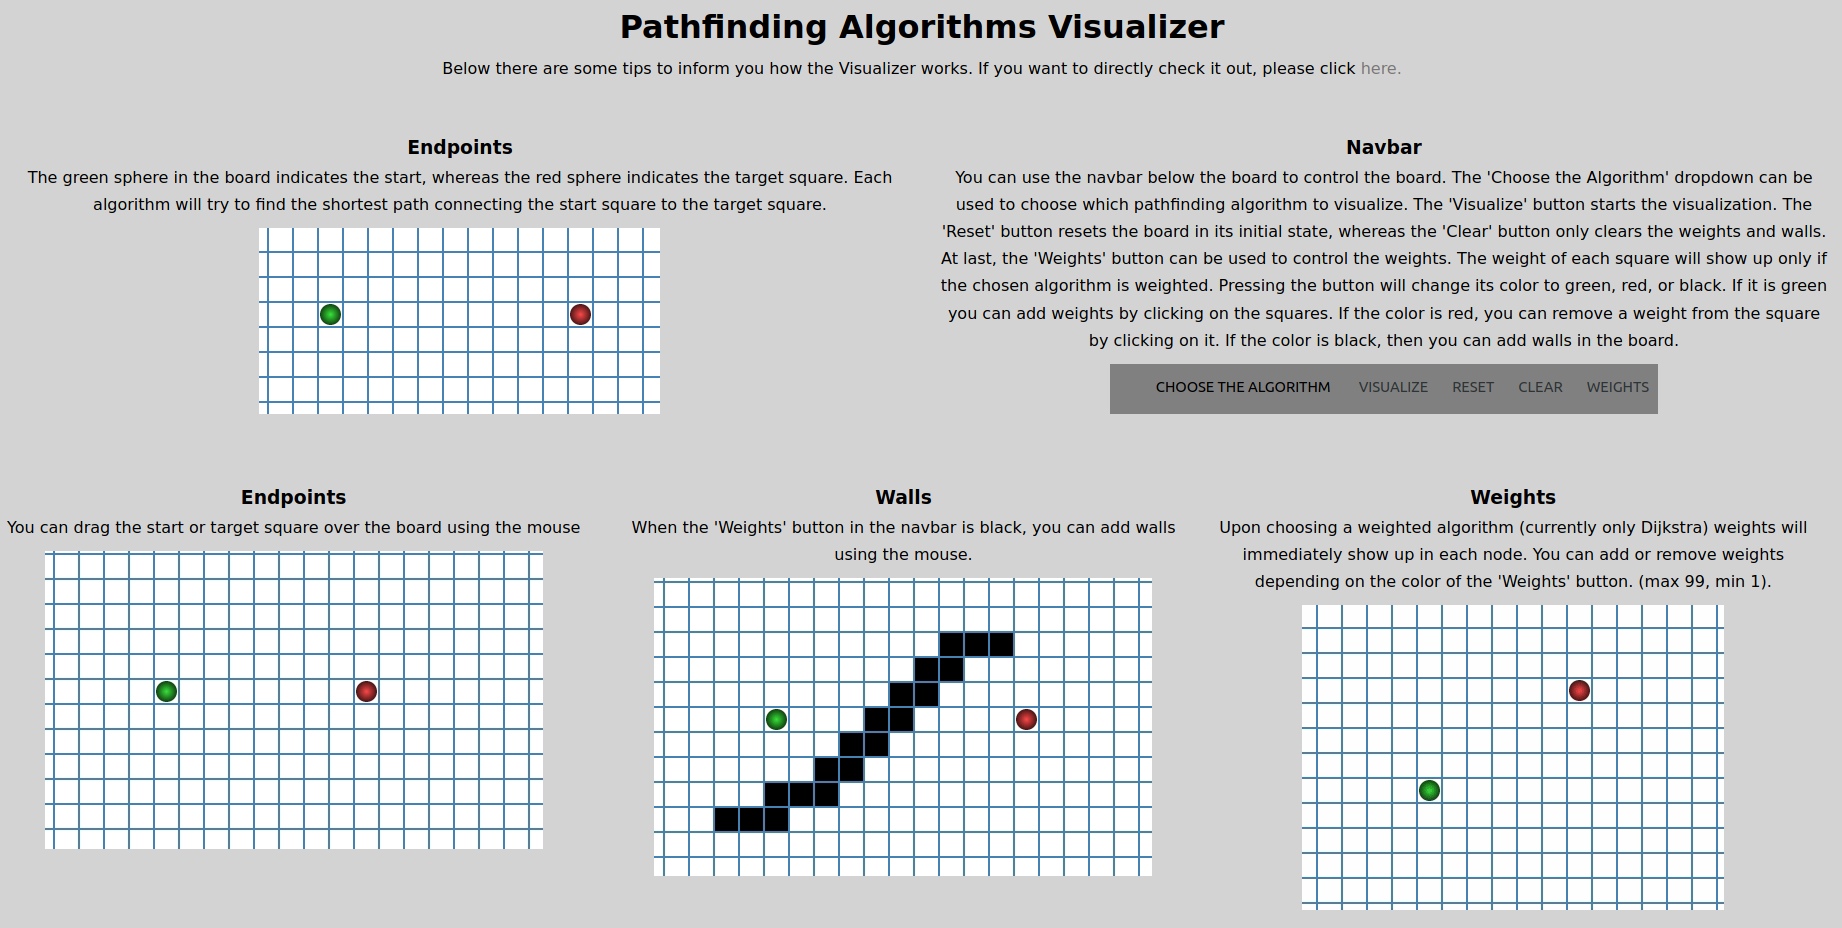 Pathfinding Algorithms Visualizer
Below there are some tips to inform you how the Visualizer works. If you want to directly check it out, please click here.
Endpoints
The green sphere in the board indicates the start, whereas the red sphere indicates the target square. Each
algorithm will try to find the shortest path connecting the start square to the target square.
Navbar
You can use the navbar below the board to control the board. The 'Choose the Algorithm' dropdown can be
used to choose which pathfinding algorithm to visualize. The 'Visualize' button starts the visualization. The
'Reset' button resets the board in its initial state, whereas the 'Clear' button only clears the weights and walls.
At last, the 'Weights' button can be used to control the weights. The weight of each square will show up only if
the chosen algorithm is weighted. Pressing the button will change its color to green, red, or black. If it is green
you can add weights by clicking on the squares. If the color is red, you can remove a weight from the square
by clicking on it. If the color is black, then you can add walls in the board.
CHOOSE THE ALGORITHM VISUALIZE RESET CLEAR WEIGHTS
Endpoints
You can drag the start or target square over the board using the mouse
Walls
When the 'Weights' button in the navbar is black, you can add walls
using the mouse.
Weights
Upon choosing a weighted algorithm (currently only Dijkstra) weights will
immediately show up in each node. You can add or remove weights
depending on the color of the 'Weights' button. (max 99, min 1).